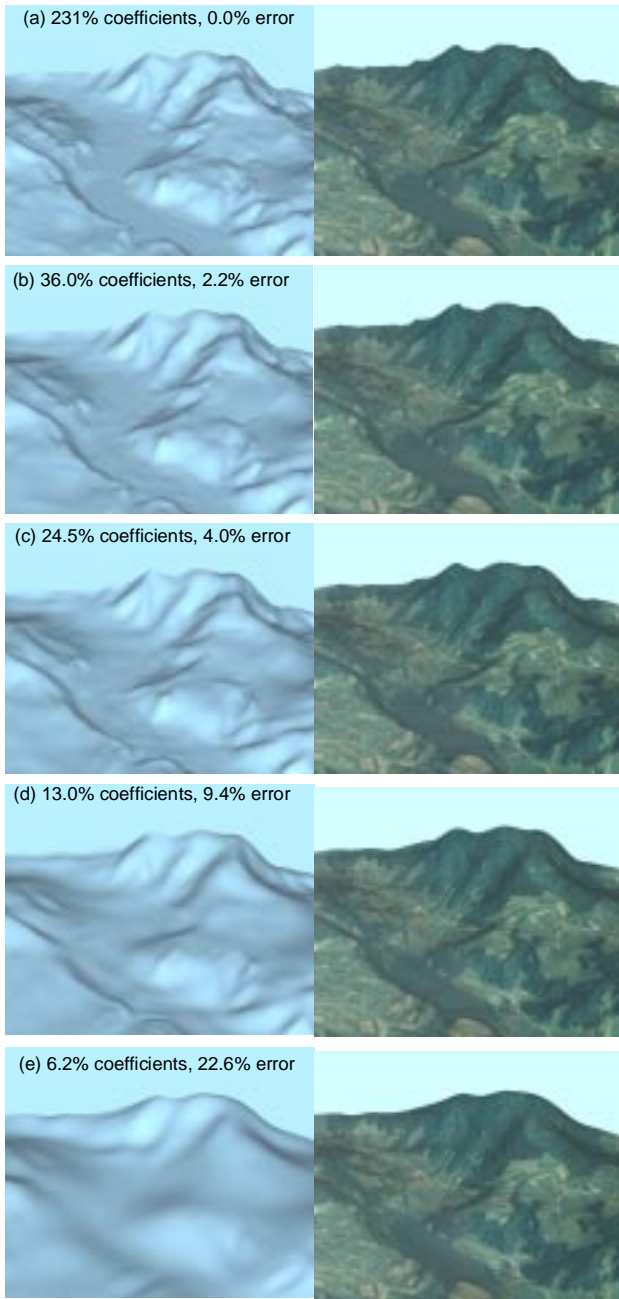 (a) 231% coefficients, 0.0% error
(b) 36.0% coefficients, 2.2% error
(c) 24.5% coefficients, 4.0% error
(d) 13.0% coefficients, 9.4% error
(e) 6.2% coefficients, 22.6% error